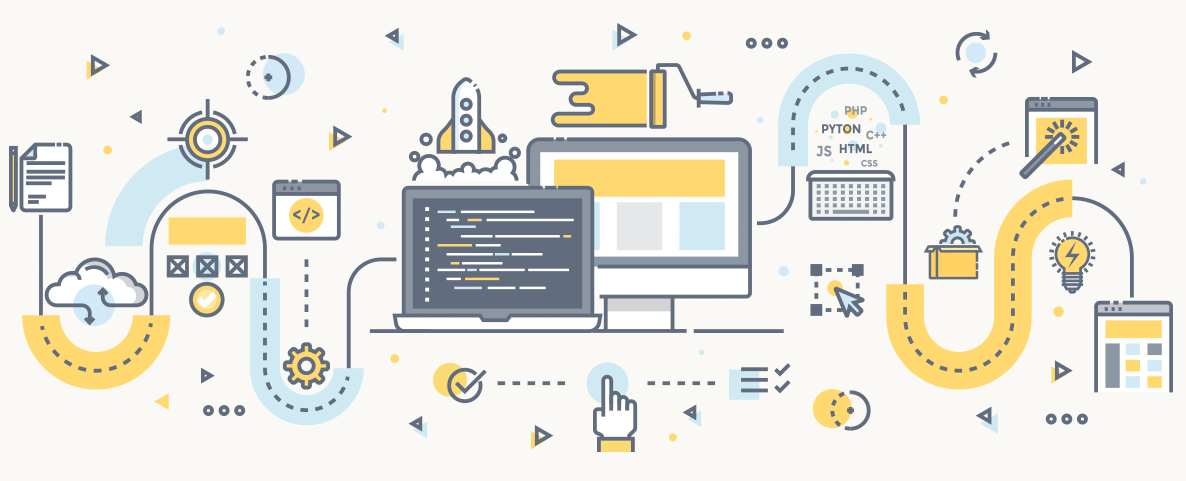 </>
PHP
PYTON
C++
JS
HTML
CSS